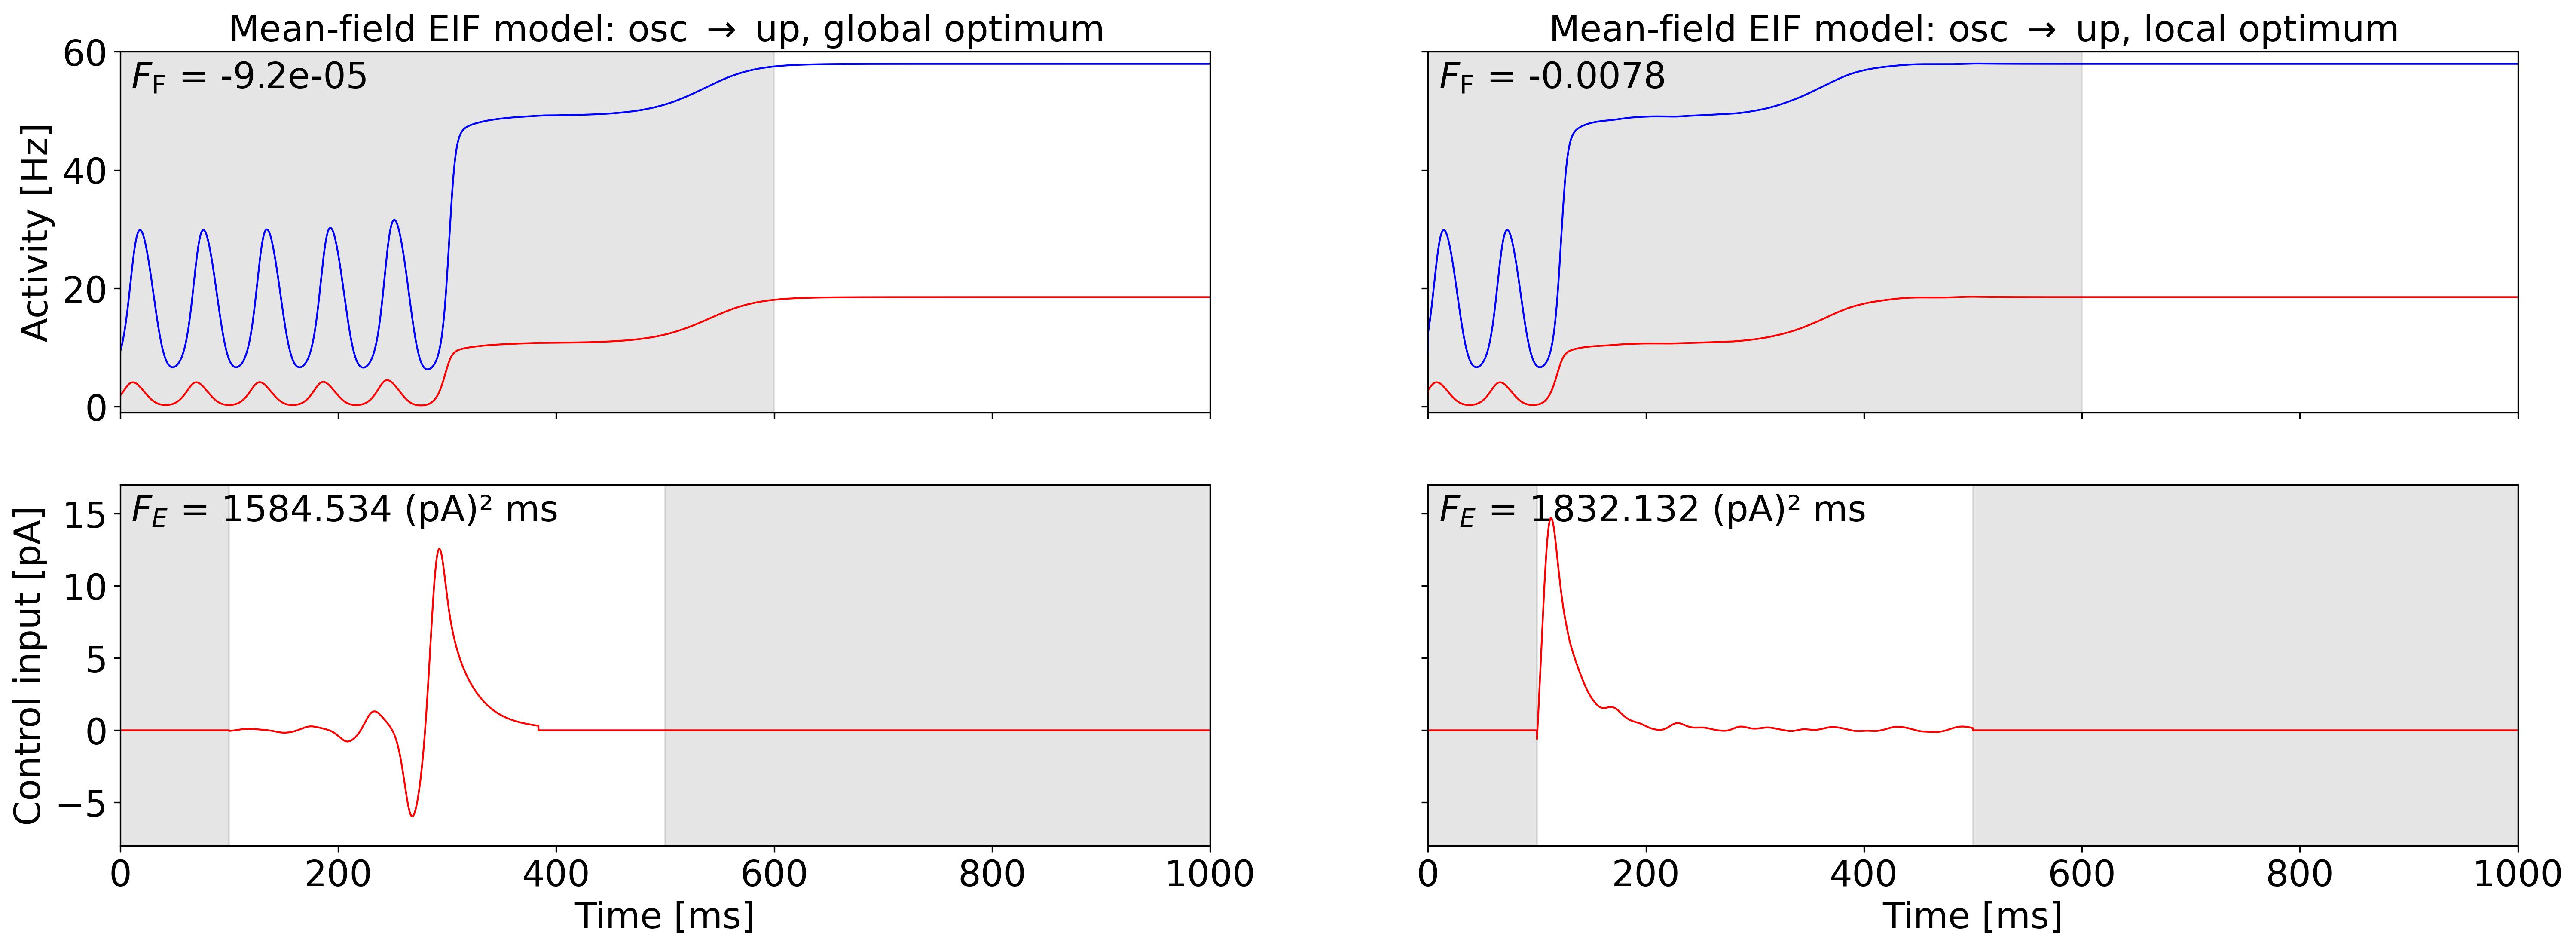 Mean-field EIF model: osc → up, global optimum
Mean-field EIF model: osc → up, local optimum
60
40
20
0
Activity [Hz]
F_F = -9.2e-05
F_F = -0.0078
15
10
5
0
−5
Control input [pA]
F_E = 1584.534 (pA)² ms
F_E = 1832.132 (pA)² ms
0 200 400 600 800 1000
0 200 400 600 800 1000
Time [ms]
Time [ms]